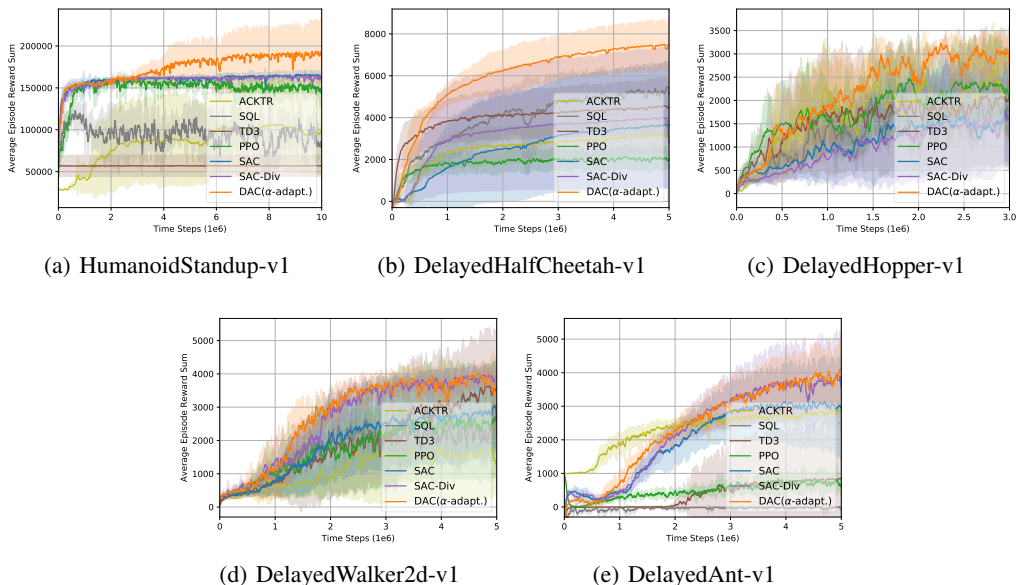 200000
150000
100000
50000
Average Episode Reward Sum
ACKTR
SQL
TD3
PPO
SAC
SAC-Div
DAC(α-adapt.)
0 2 4 6 8 10
Time Steps (1e6)
(a) HumanoidStandup-v1
8000
6000
4000
2000
0
Average Episode Reward Sum
ACKTR
SQL
TD3
PPO
SAC
SAC-Div
DAC(α-adapt.)
0 1 2 3 4 5
Time Steps (1e6)
(b) DelayedHalfCheetah-v1
3500
3000
2500
2000
1500
1000
500
0
Average Episode Reward Sum
ACKTR
SQL
TD3
PPO
SAC
SAC-Div
DAC(α-adapt.)
0.0 0.5 1.0 1.5 2.0 2.5 3.0
Time Steps (1e6)
(c) DelayedHopper-v1
5000
4000
3000
2000
1000
0
Average Episode Reward Sum
ACKTR
SQL
TD3
PPO
SAC
SAC-Div
DAC(α-adapt.)
0 1 2 3 4 5
Time Steps (1e6)
(d) DelayedWalker2d-v1
5000
4000
3000
2000
1000
0
Average Episode Reward Sum
ACKTR
SQL
TD3
PPO
SAC
SAC-Div
DAC(α-adapt.)
0 1 2 3 4 5
Time Steps (1e6)
(e) DelayedAnt-v1